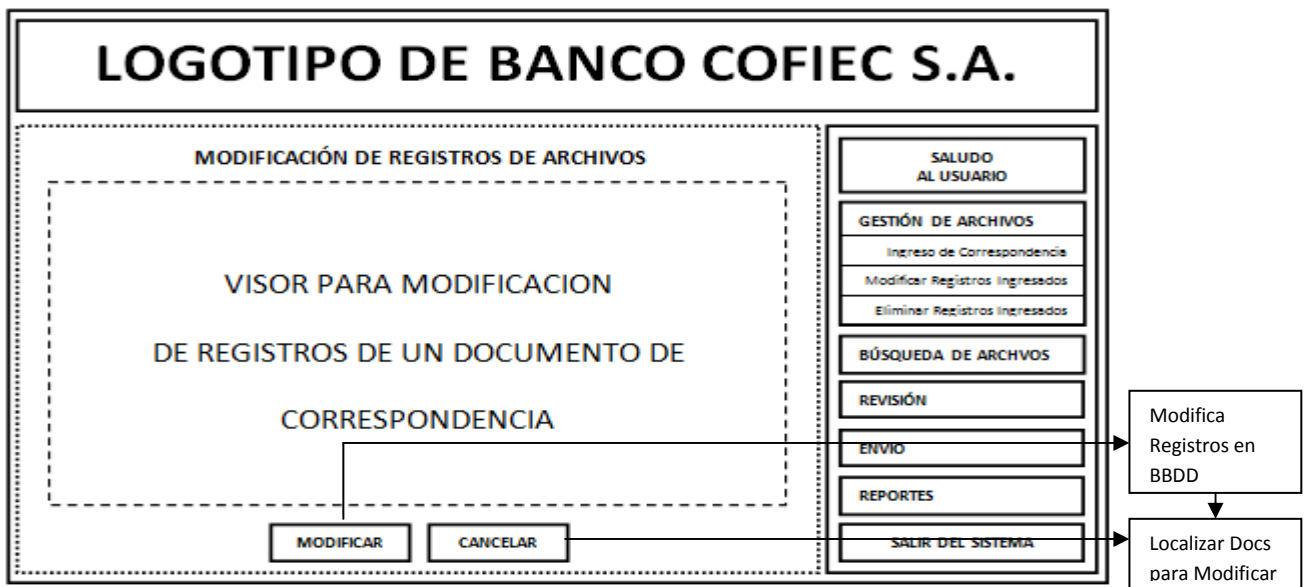 LOGOTIPO DE BANCO COFIEC S.A.
MODIFICACIÓN DE REGISTROS DE ARCHIVOS
VISOR PARA MODIFICACION
DE REGISTROS DE UN DOCUMENTO DE
CORRESPONDENCIA
MODIFICAR
CANCELAR
SALUDO
AL USUARIO
GESTIÓN DE ARCHIVOS
Ingreso de Correspondencia
Modificar Registros Ingresados
Eliminar Registros Ingresados
BÚSQUEDA DE ARCHVOS
REVISIÓN
ENVIO
REPORTES
SALIR DEL SISTEMA
Modifica
Registros en
BBDD
Localizar Docs
para Modificar